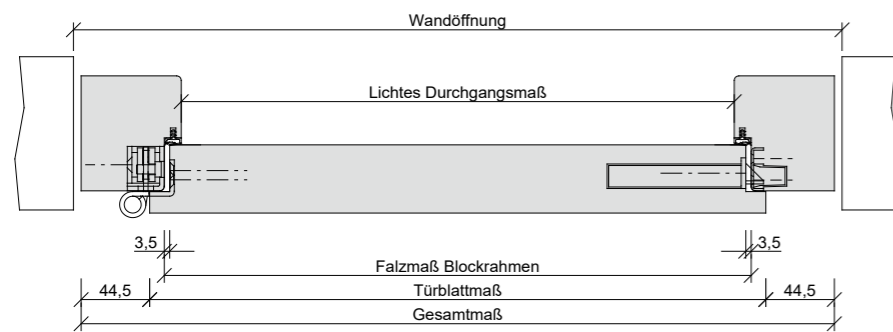 Wandöffnung
Lichtes Durchgangsmaß
3,5 3,5
Falzmaß Blockrahmen
44,5 Türblattmaß 44,5
Gesamtmaß